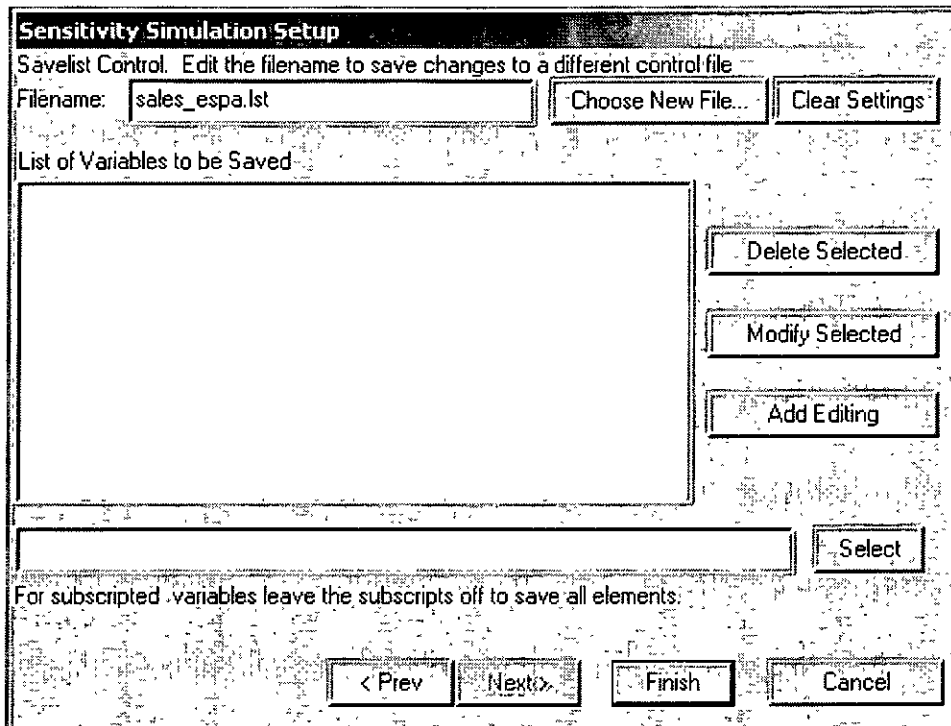 Sensitivity Simulation Setup
Savelist Control. Edit the filename to save changes to a different control file
Filename: sales_espa.lst Choose New File... Clear Settings
List of Variables to be Saved
Delete Selected
Modify Selected
Add Editing
Select
For subscripted variables leave the subscripts off to save all elements.
< Prev Next > Finish Cancel